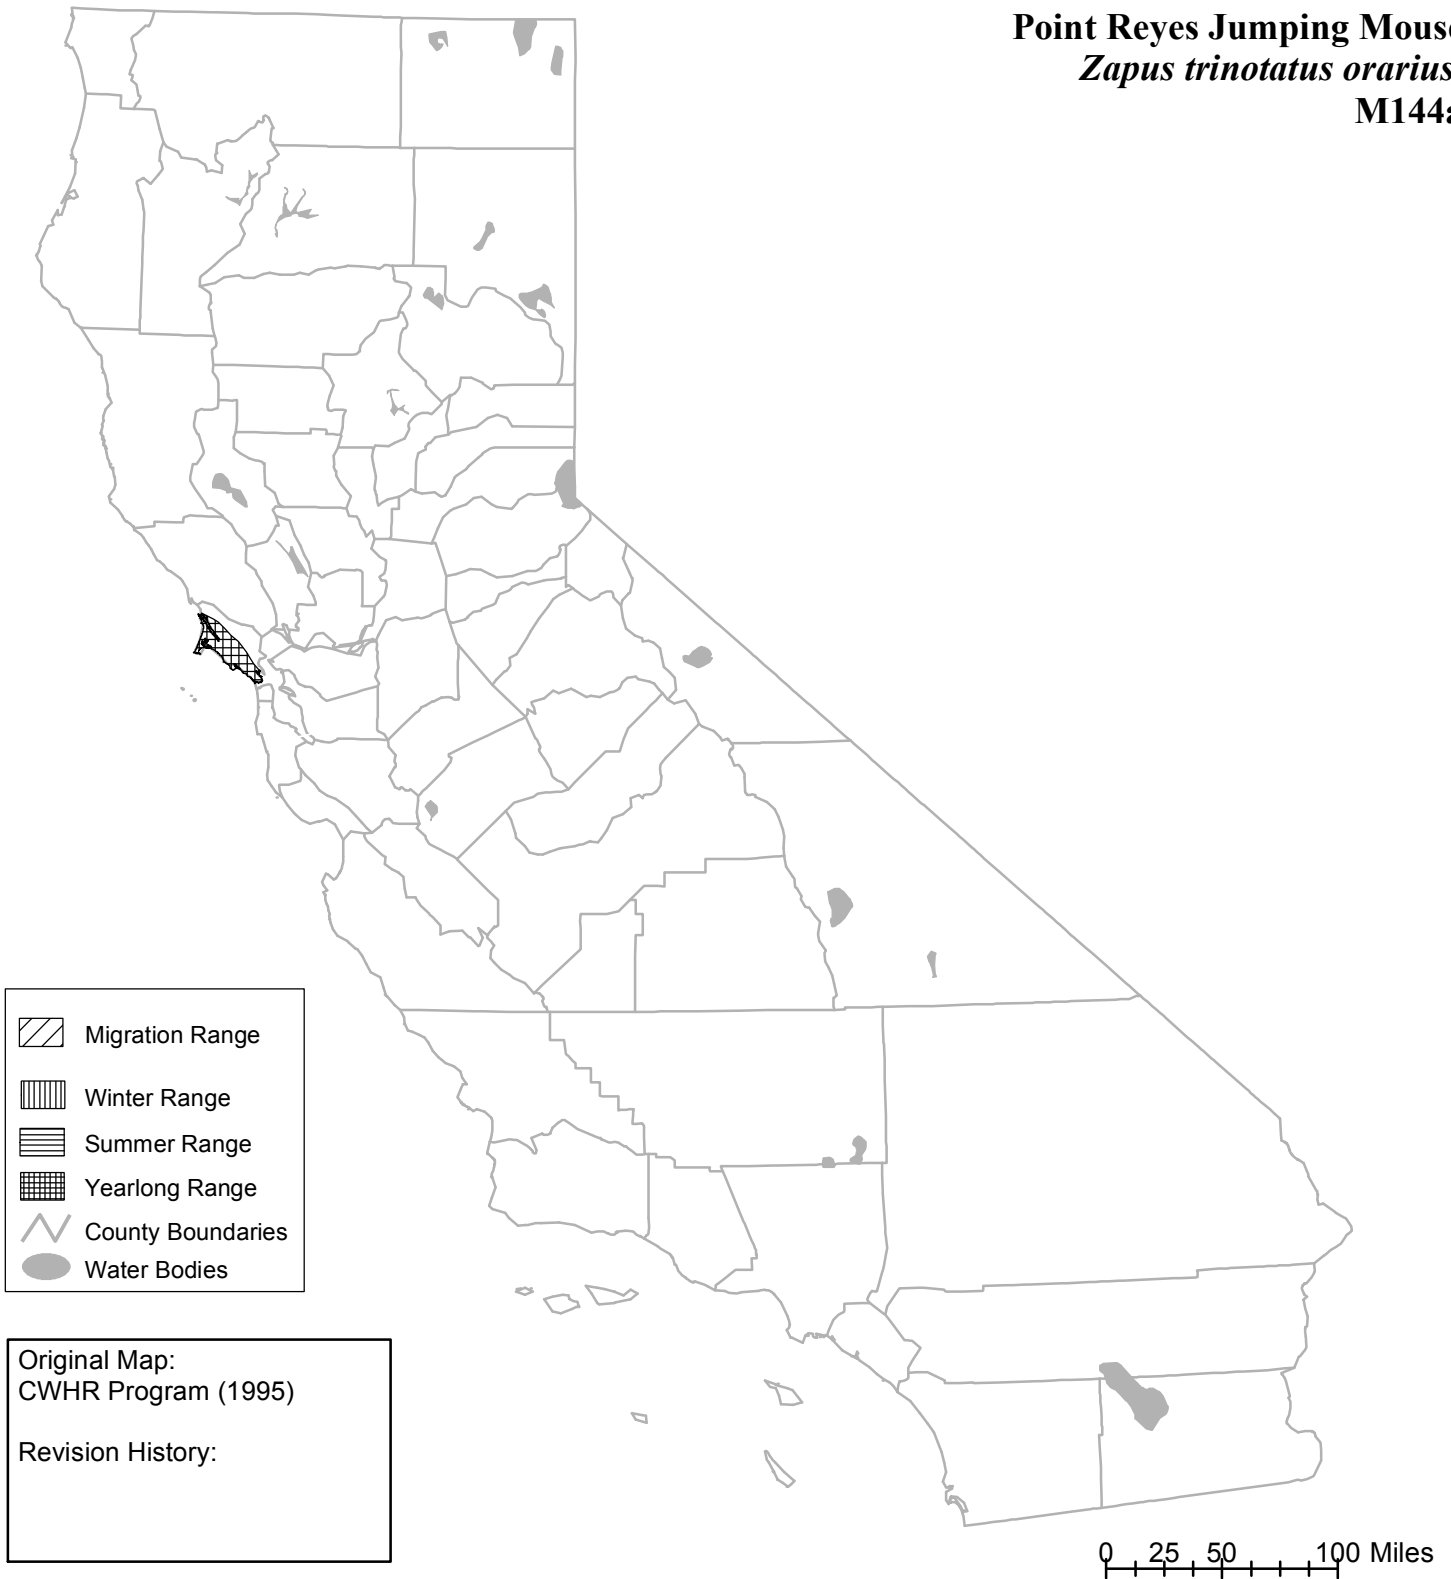 Point Reyes Jumping Mouse
Zapus trinotatus orarius
M144a
Migration Range
Winter Range
Summer Range
Yearlong Range
County Boundaries
Water Bodies
Original Map:
CWHR Program (1995)
Revision History:
0 25 50 100 Miles